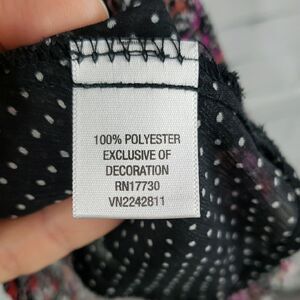 100% POLYESTER
EXCLUSIVE OF
DECORATION
RN17730
VN2242811